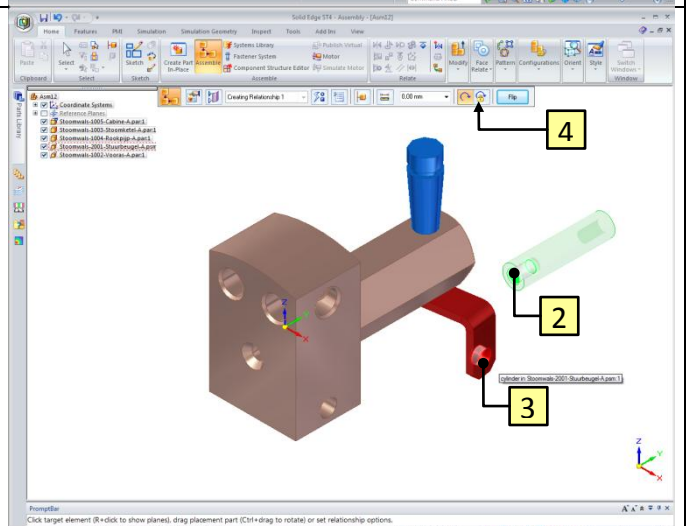 Solid Edge ST4 - Assembly - [Asm12]
Home Features PMI Simulation Simulation Geometry Inspect Tools Add Ins View
Paste
Select
Sketch
Create Part In-Place
Assemble
Systems Library
Fastener System
Component Structure Editor
Publish Virtual
Motor
Simulate Motor
Modify
Face Relate
Pattern
Configurations
Orient
Style
Switch Windows
Clipboard Select Sketch Assemble Relate Window
Creating Relationship 1
0.00 mm
Flip
Parts Library
Asm12
Coordinate Systems
Reference Planes
Stoomwals-1005-Cabine-A.par:1
Stoomwals-1003-Stoomketel-A.par:1
Stoomwals-1004-Rookpijp-A.par:1
Stoomwals-2001-Stuurbeugel-A.psm
Stoomwals-1002-Vooras-A.par:1
4
2
cylinder in Stoomwals-2001-Stuurbeugel-A.psm:1
3
Z
Y
X
Z
Y
X
PromptBar
Click target element (R+click to show planes), drag placement part (Ctrl+drag to rotate) or set relationship options.